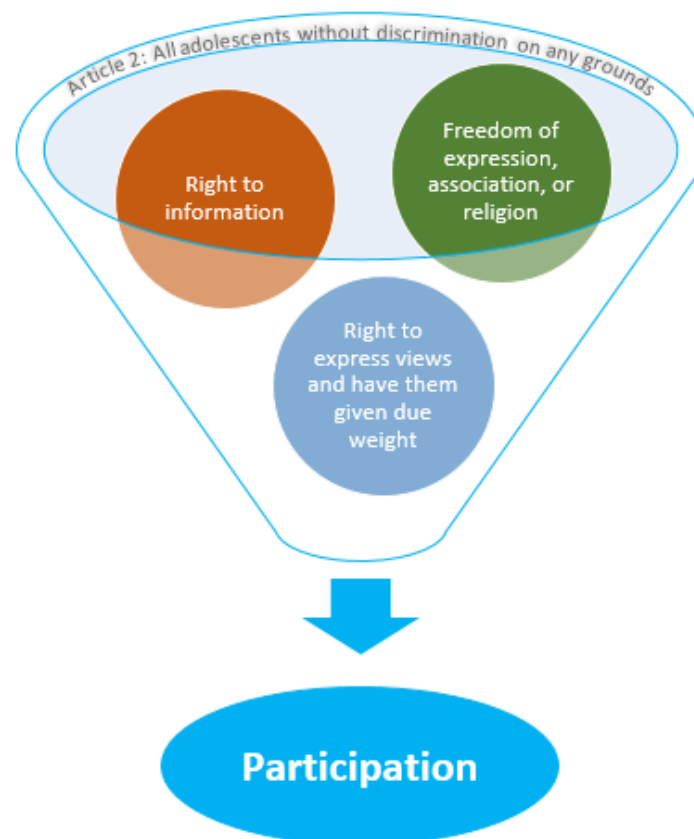 Article 2: All adolescents without discrimination on any grounds
Right to
information
Freedom of
expression,
association, or
religion
Right to
express views
and have them
given due
weight
Participation